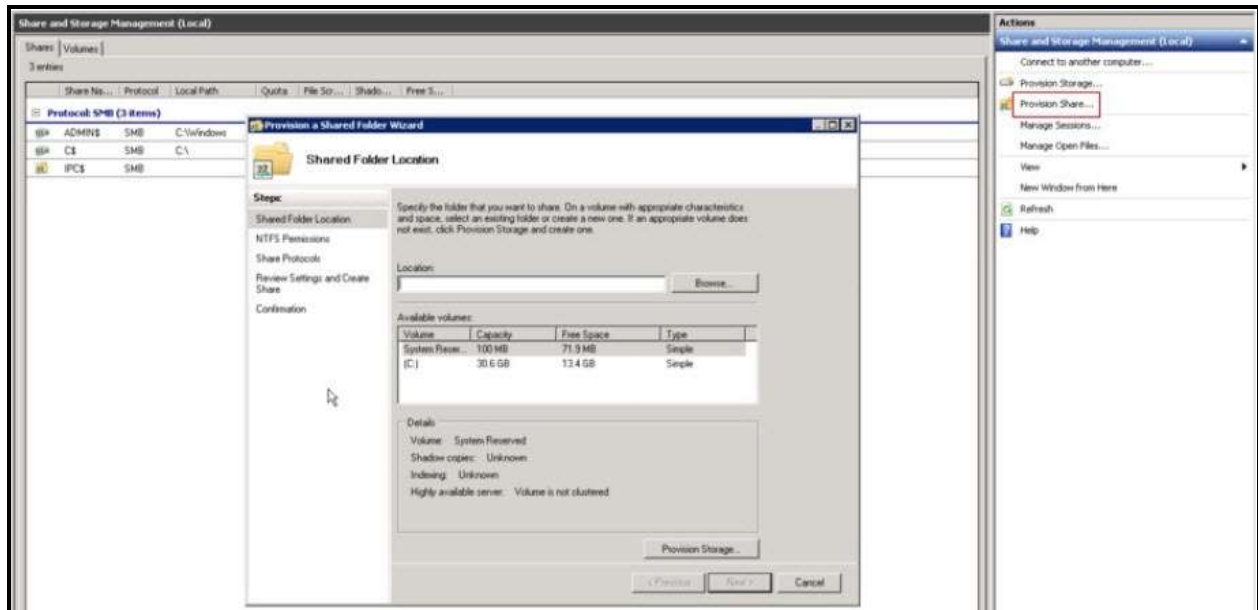 Share and Storage Management (Local)
Shares Volumes
3 entries
Share Na... Protocol Local Path Quota File Scr... Shado... Free S...
Protocol: SMB (3 items)
ADMIN$ SMB C:\Windows
C$ SMB C:\
IPC$ SMB
Provision a Shared Folder Wizard
Shared Folder Location
Steps:
Shared Folder Location
NTFS Permissions
Share Protocols
Review Settings and Create
Share
Confirmation
Specify the folder that you want to share. On a volume with appropriate characteristics
and space, select an existing folder or create a new one. If an appropriate volume does
not exist, click Provision Storage and create one.
Location:
Browse...
Available volumes:
Volume Capacity Free Space Type
System Reser... 100 MB 71.9 MB Simple
(C:) 30.6 GB 13.4 GB Simple
Details
Volume: System Reserved
Shadow copies: Unknown
Indexing: Unknown
Highly available server: Volume is not clustered
Provision Storage...
< Previous Next > Cancel
Actions
Share and Storage Management (Local)
Connect to another computer...
Provision Storage...
Provision Share...
Manage Sessions...
Manage Open Files...
View
New Window from Here
Refresh
Help